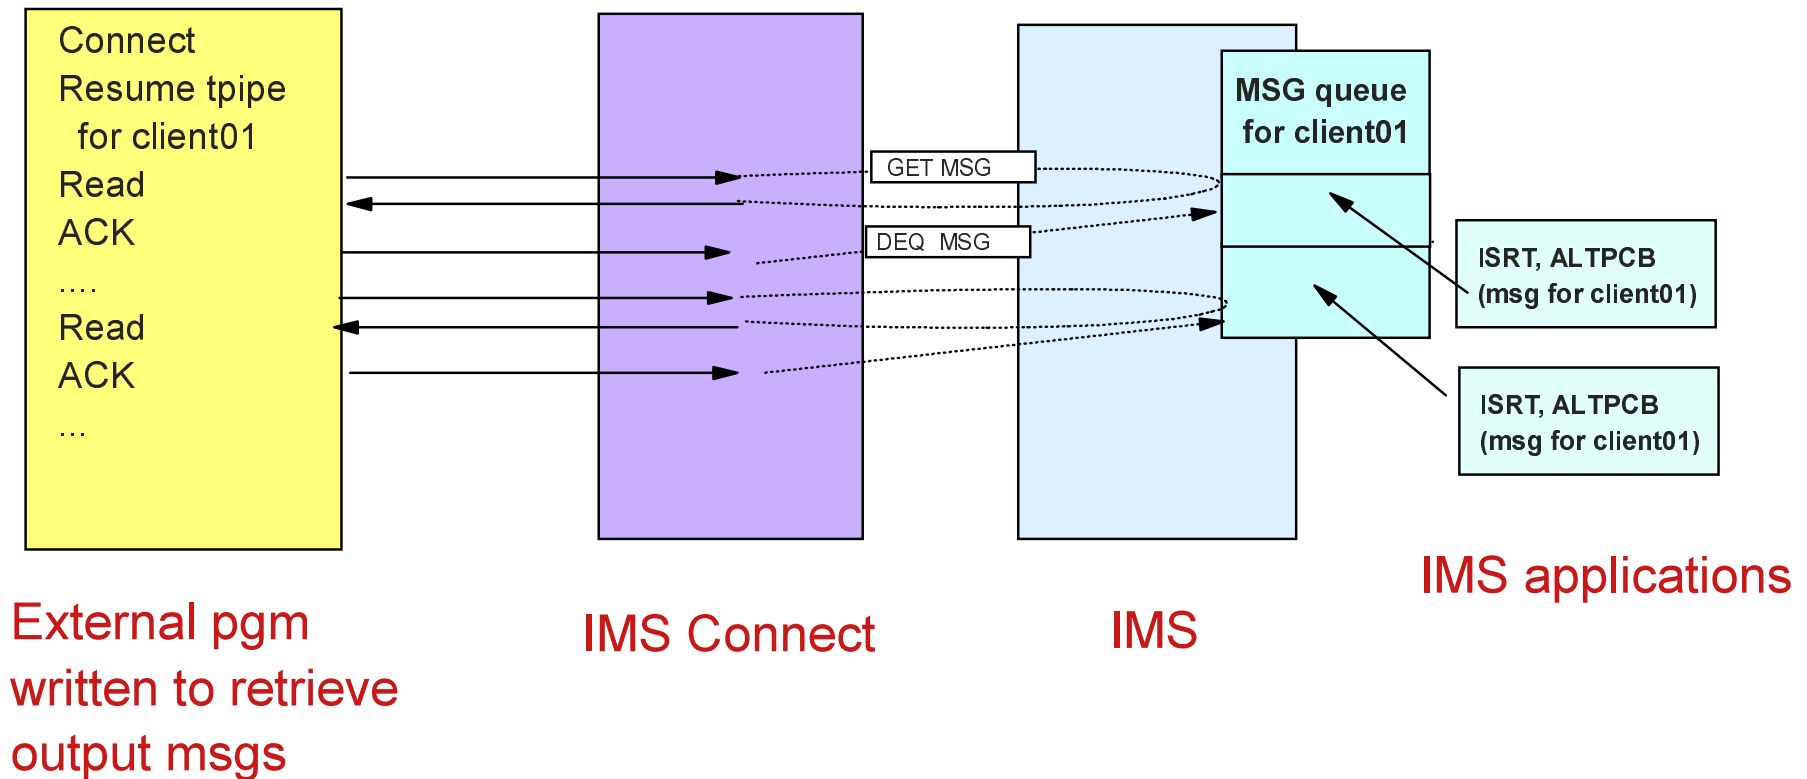 Connect
Resume tpipe
for client01
Read
ACK
....
Read
ACK
...
GET MSG
DEQ MSG
MSG queue
for client01
ISRT, ALTPCB
(msg for client01)
ISRT, ALTPCB
(msg for client01)
External pgm
written to retrieve
output msgs
IMS Connect
IMS
IMS applications